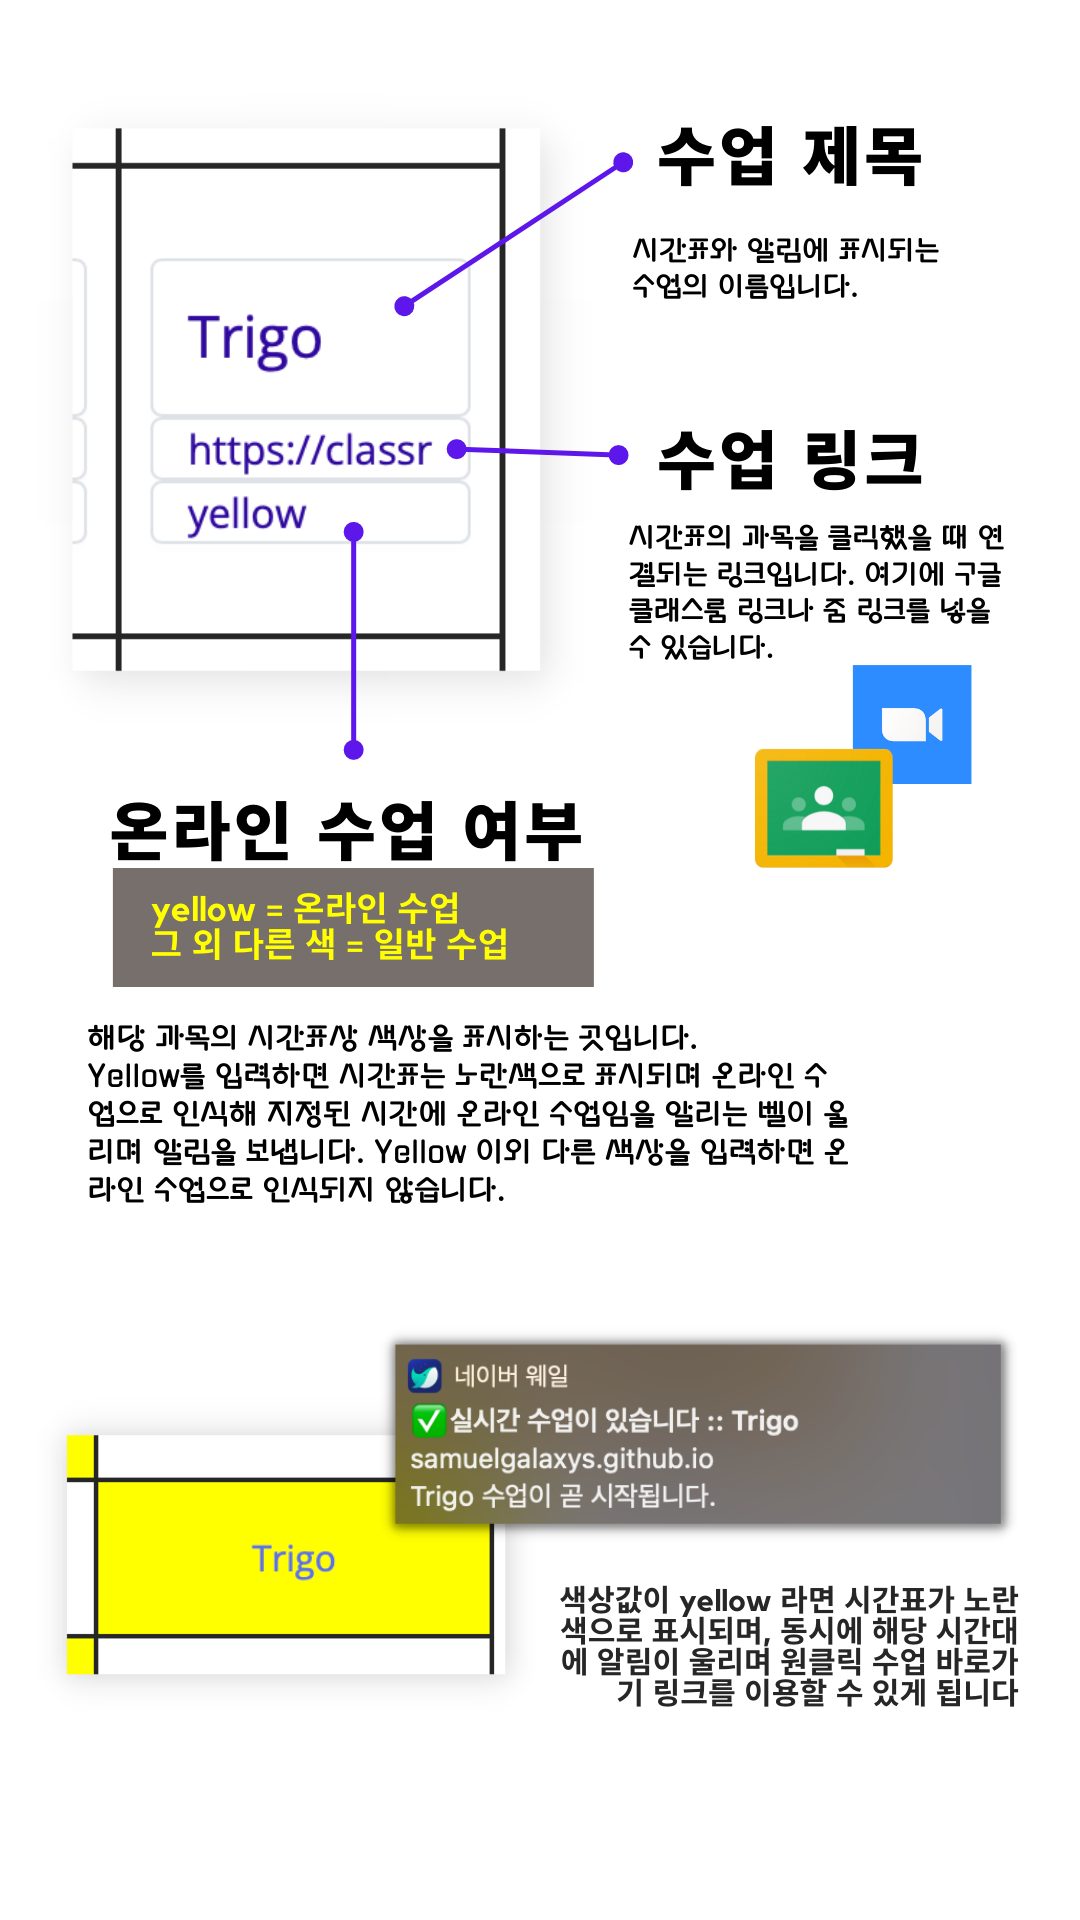 수업 제목
시간표와 알림에 표시되는
수업의 이름입니다.
Trigo
https://classr
yellow
수업 링크
시간표의 과목을 클릭했을 때 연
결되는 링크입니다. 여기에 구글
클래스룸 링크나 줌 링크를 넣을
수 있습니다.
온라인 수업 여부
yellow = 온라인 수업
그 외 다른 색 = 일반 수업
해당 과목의 시간표상 색상을 표시하는 곳입니다.
Yellow를 입력하면 시간표는 노란색으로 표시되며 온라인 수
업으로 인식해 지정된 시간에 온라인 수업임을 알리는 벨이 울
리며 알림을 보냅니다. Yellow 이외 다른 색상을 입력하면 온
라인 수업으로 인식되지 않습니다.
네이버 웨일
실시간 수업이 있습니다 :: Trigo
samuelgalaxys.github.io
Trigo 수업이 곧 시작됩니다.
Trigo
색상값이 yellow 라면 시간표가 노란
색으로 표시되며, 동시에 해당 시간대
에 알림이 울리며 원클릭 수업 바로가
기 링크를 이용할 수 있게 됩니다